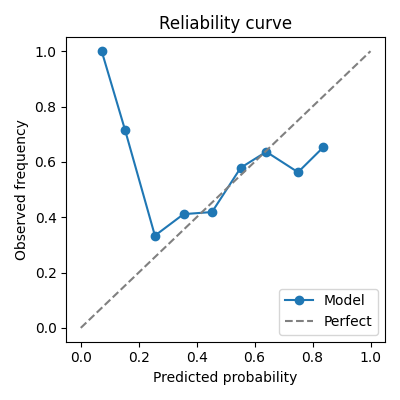 Reliability curve
Observed frequency
1.0
0.8
0.6
0.4
0.2
0.0
0.0 0.2 0.4 0.6 0.8 1.0
Predicted probability
Model
Perfect